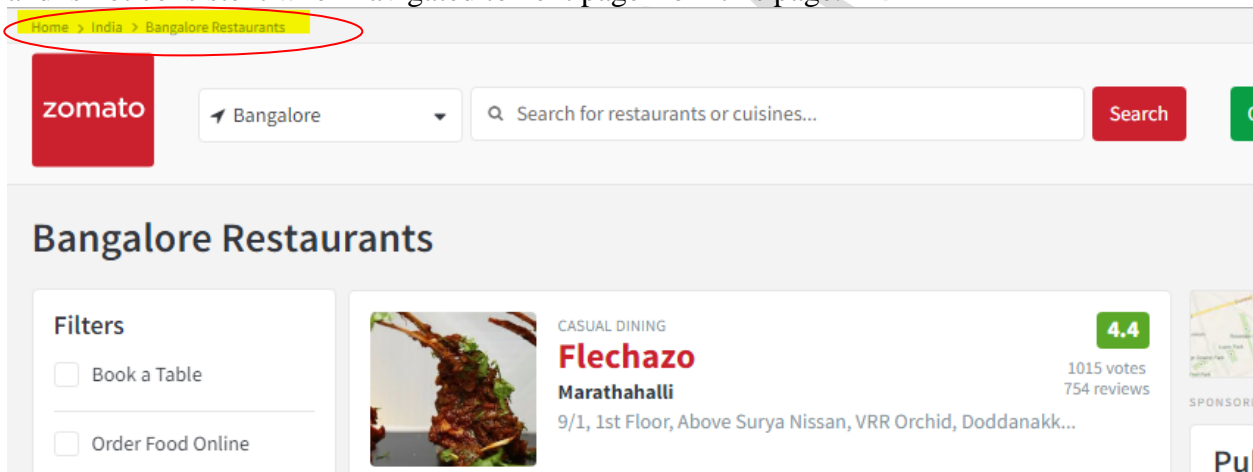 Home > India > Bangalore Restaurants
zomato
Bangalore
Search for restaurants or cuisines...
Search
Bangalore Restaurants
Filters
Book a Table
Order Food Online
CASUAL DINING
Flechazo
Marathahalli
9/1, 1st Floor, Above Surya Nissan, VRR Orchid, Doddanakk...
4.4
1015 votes
754 reviews